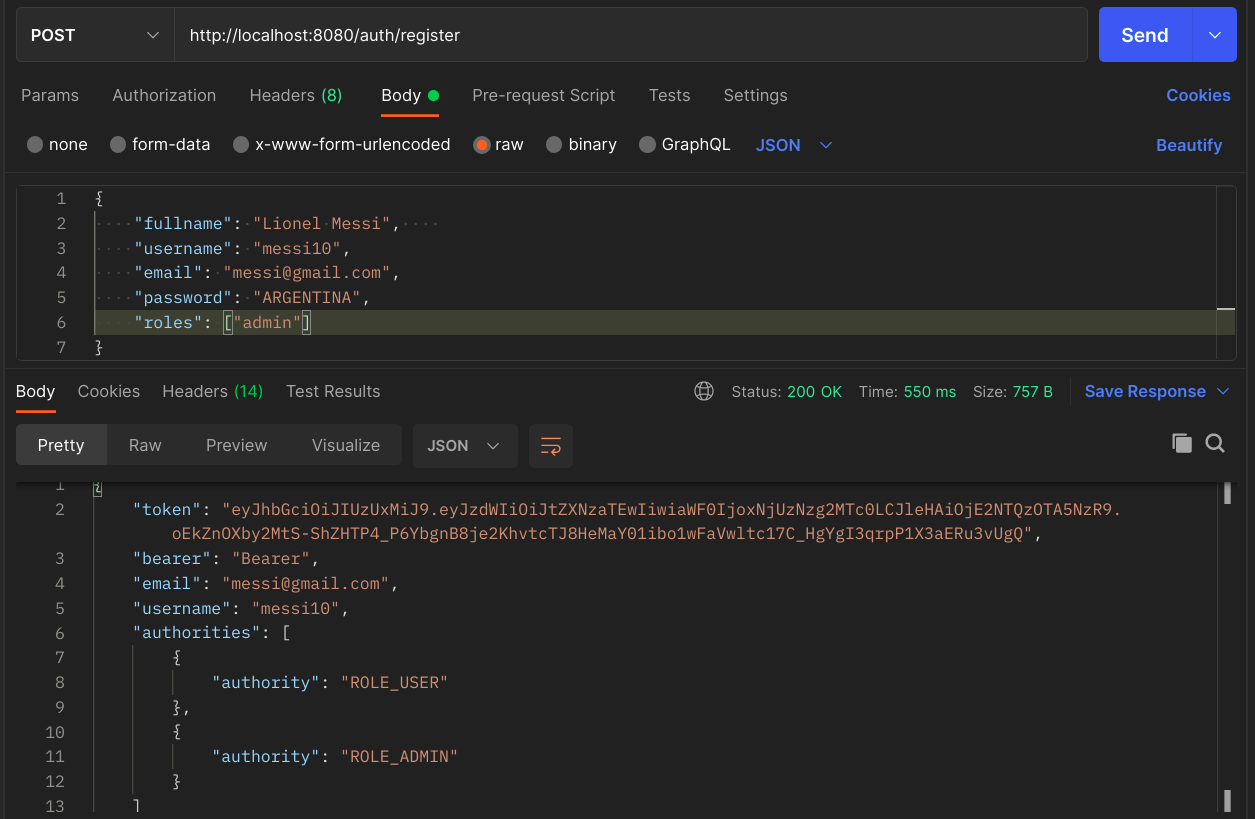 POST http://localhost:8080/auth/register Send
Params Authorization Headers (8) Body Pre-request Script Tests Settings Cookies
none form-data x-www-form-urlencoded raw binary GraphQL JSON Beautify
1 {
2 "fullname": "Lionel Messi",
3 "username": "messi10",
4 "email": "messi@gmail.com",
5 "password": "ARGENTINA",
6 "roles": ["admin"]
7 }
Body Cookies Headers (14) Test Results Status: 200 OK Time: 550 ms Size: 757 B Save Response
Pretty Raw Preview Visualize JSON
1 {
2 "token": "eyJhbGciOiJIUzUxMiJ9.eyJzdWIiOiJtZXNzaTEwIiwiaWF0IjoxNjUzNzg2MTc0LCJleHAiOjE2NTQzOTA5NzR9.
oEkZnOXby2MtS-ShZHTP4_P6YbgnB8je2KhvtcTJ8HeMaY01ibo1wFaVwltc17C_HgYgI3qrpP1X3aERu3vUgQ",
3 "bearer": "Bearer",
4 "email": "messi@gmail.com",
5 "username": "messi10",
6 "authorities": [
7 {
8 "authority": "ROLE_USER"
9 },
10 {
11 "authority": "ROLE_ADMIN"
12 }
13 ]